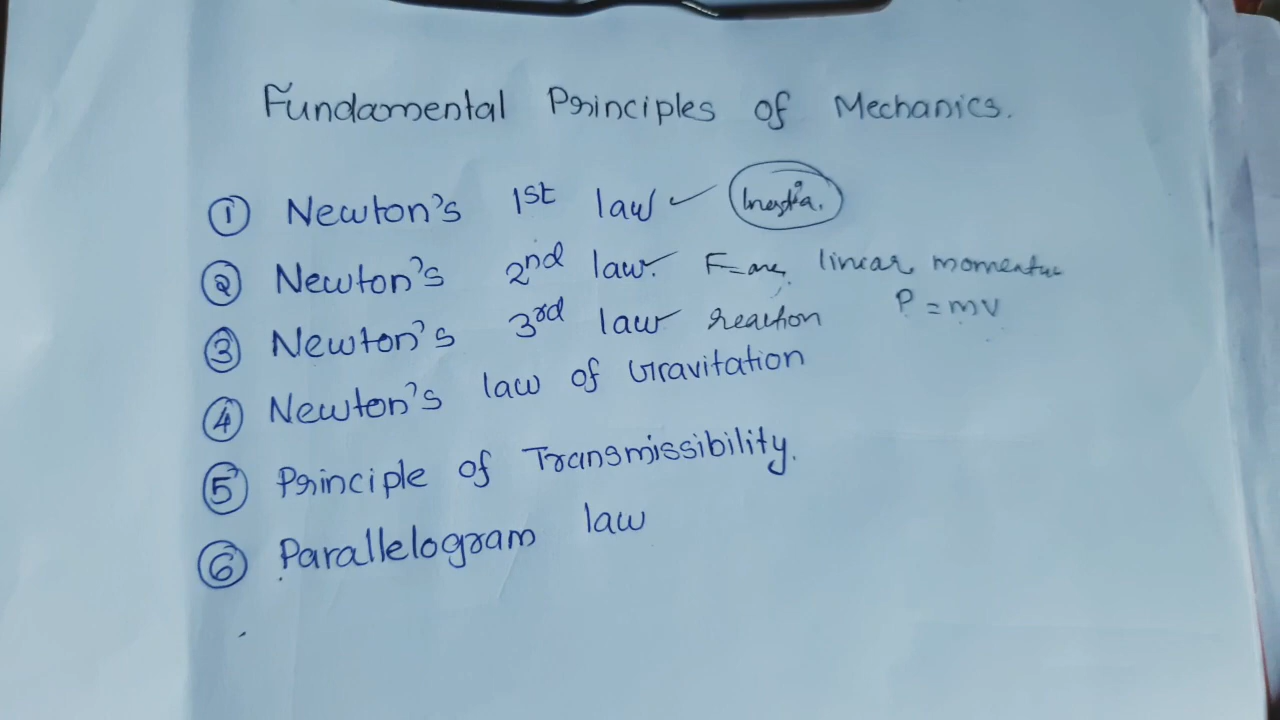 Fundamental Principles of Mechanics.
① Newton's 1st law ✓ Inertia.
② Newton's 2nd law. F=ma, linear momentum
③ Newton's 3rd law reaction P = mv
④ Newton's law of Gravitation
⑤ Principle of Transmissibility.
⑥ Parallelogram law